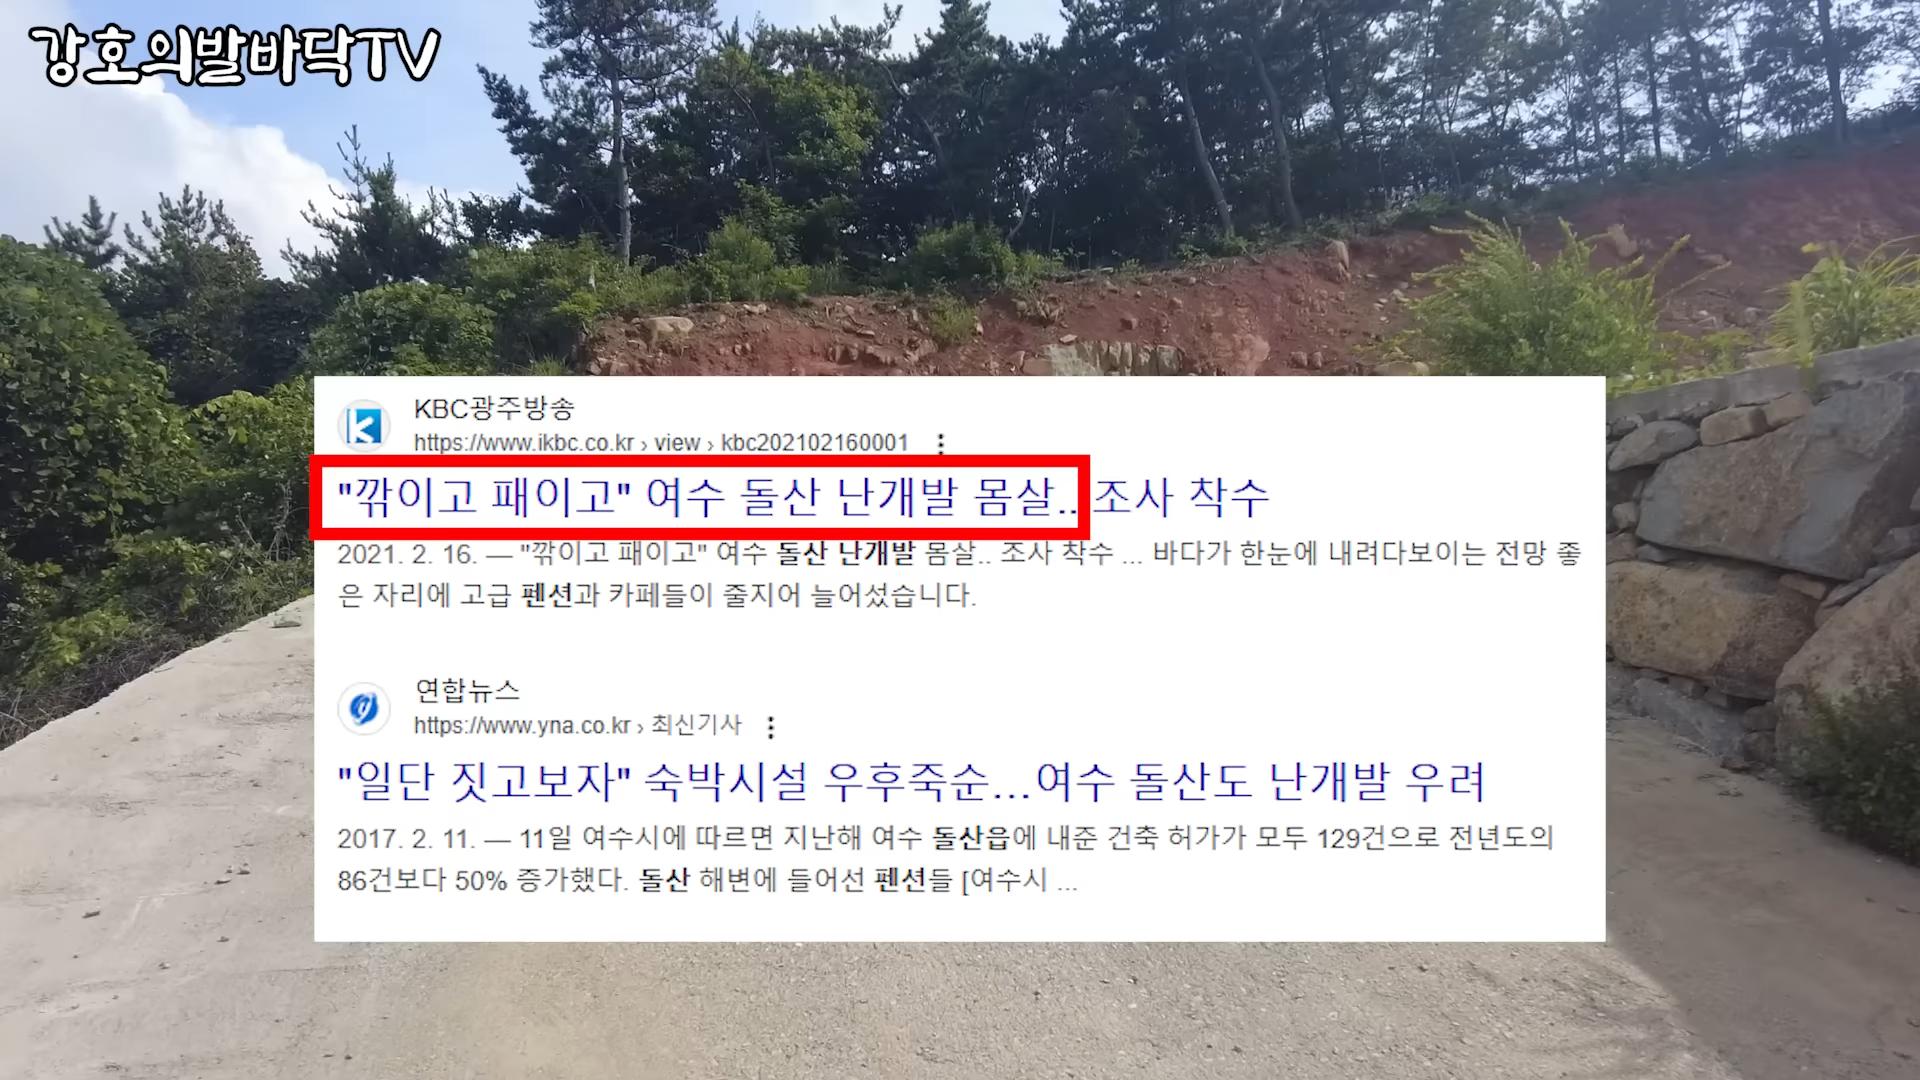 강호의발바닥TV
KBC광주방송
https://www.ikbc.co.kr › view › kbc202102160001
"깎이고 패이고" 여수 돌산 난개발 몸살.. 조사 착수
2021. 2. 16. — "깎이고 패이고" 여수 돌산 난개발 몸살.. 조사 착수 ... 바다가 한눈에 내려다보이는 전망 좋
은 자리에 고급 펜션과 카페들이 줄지어 늘어섰습니다.
연합뉴스
https://www.yna.co.kr › 최신기사
"일단 짓고보자" 숙박시설 우후죽순...여수 돌산도 난개발 우려
2017. 2. 11. — 11일 여수시에 따르면 지난해 여수 돌산읍에 내준 건축 허가가 모두 129건으로 전년도의
86건보다 50% 증가했다. 돌산 해변에 들어선 펜션들 [여수시 ...